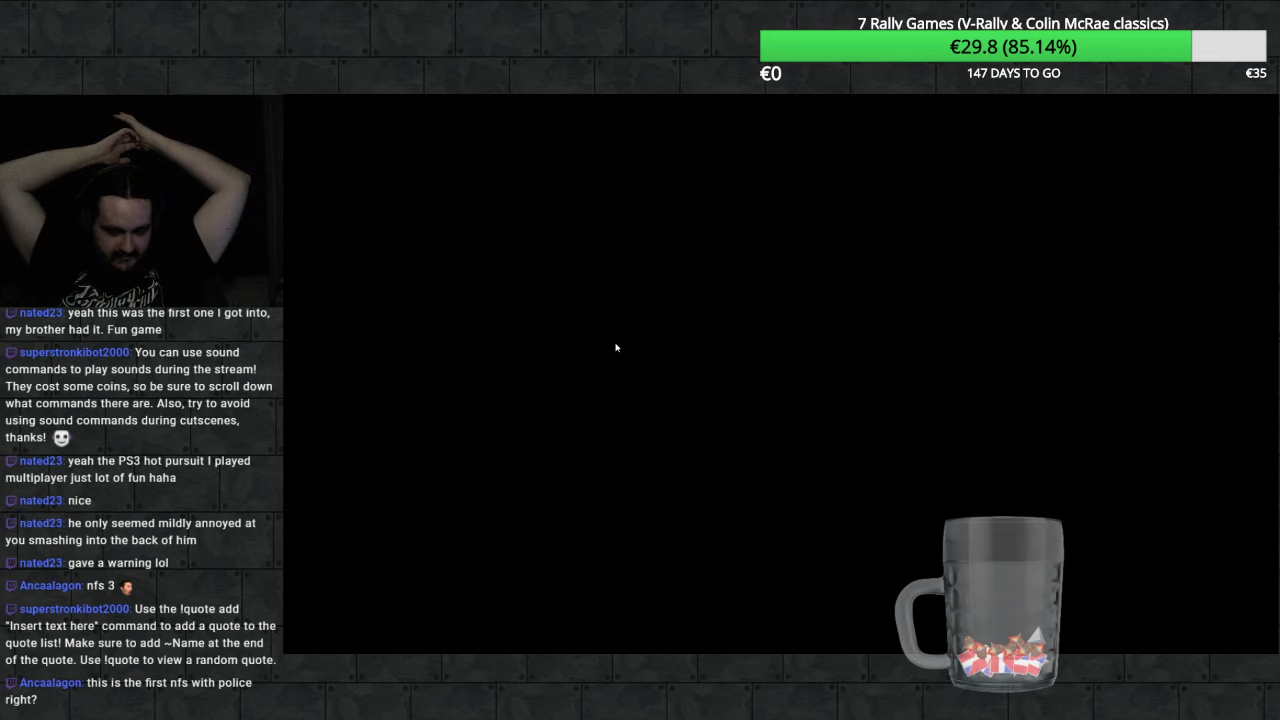 7 Rally Games (V-Rally & Colin McRae classics)
€29.8 (85.14%)
€0
147 DAYS TO GO
€35
nated23: yeah this was the first one I got into,
my brother had it. Fun game
superstronkibot2000: You can use sound
commands to play sounds during the stream!
They cost some coins, so be sure to scroll down
what commands there are. Also, try to avoid
using sound commands during cutscenes,
thanks!
nated23: yeah the PS3 hot pursuit I played
multiplayer just lot of fun haha
nated23: nice
nated23: he only seemed mildly annoyed at
you smashing into the back of him
nated23: gave a warning lol
Ancaalagon: nfs 3
superstronkibot2000: Use the !quote add
"Insert text here" command to add a quote to the
quote list! Make sure to add ~Name at the end
of the quote. Use !quote to view a random quote.
Ancaalagon: this is the first nfs with police
right?